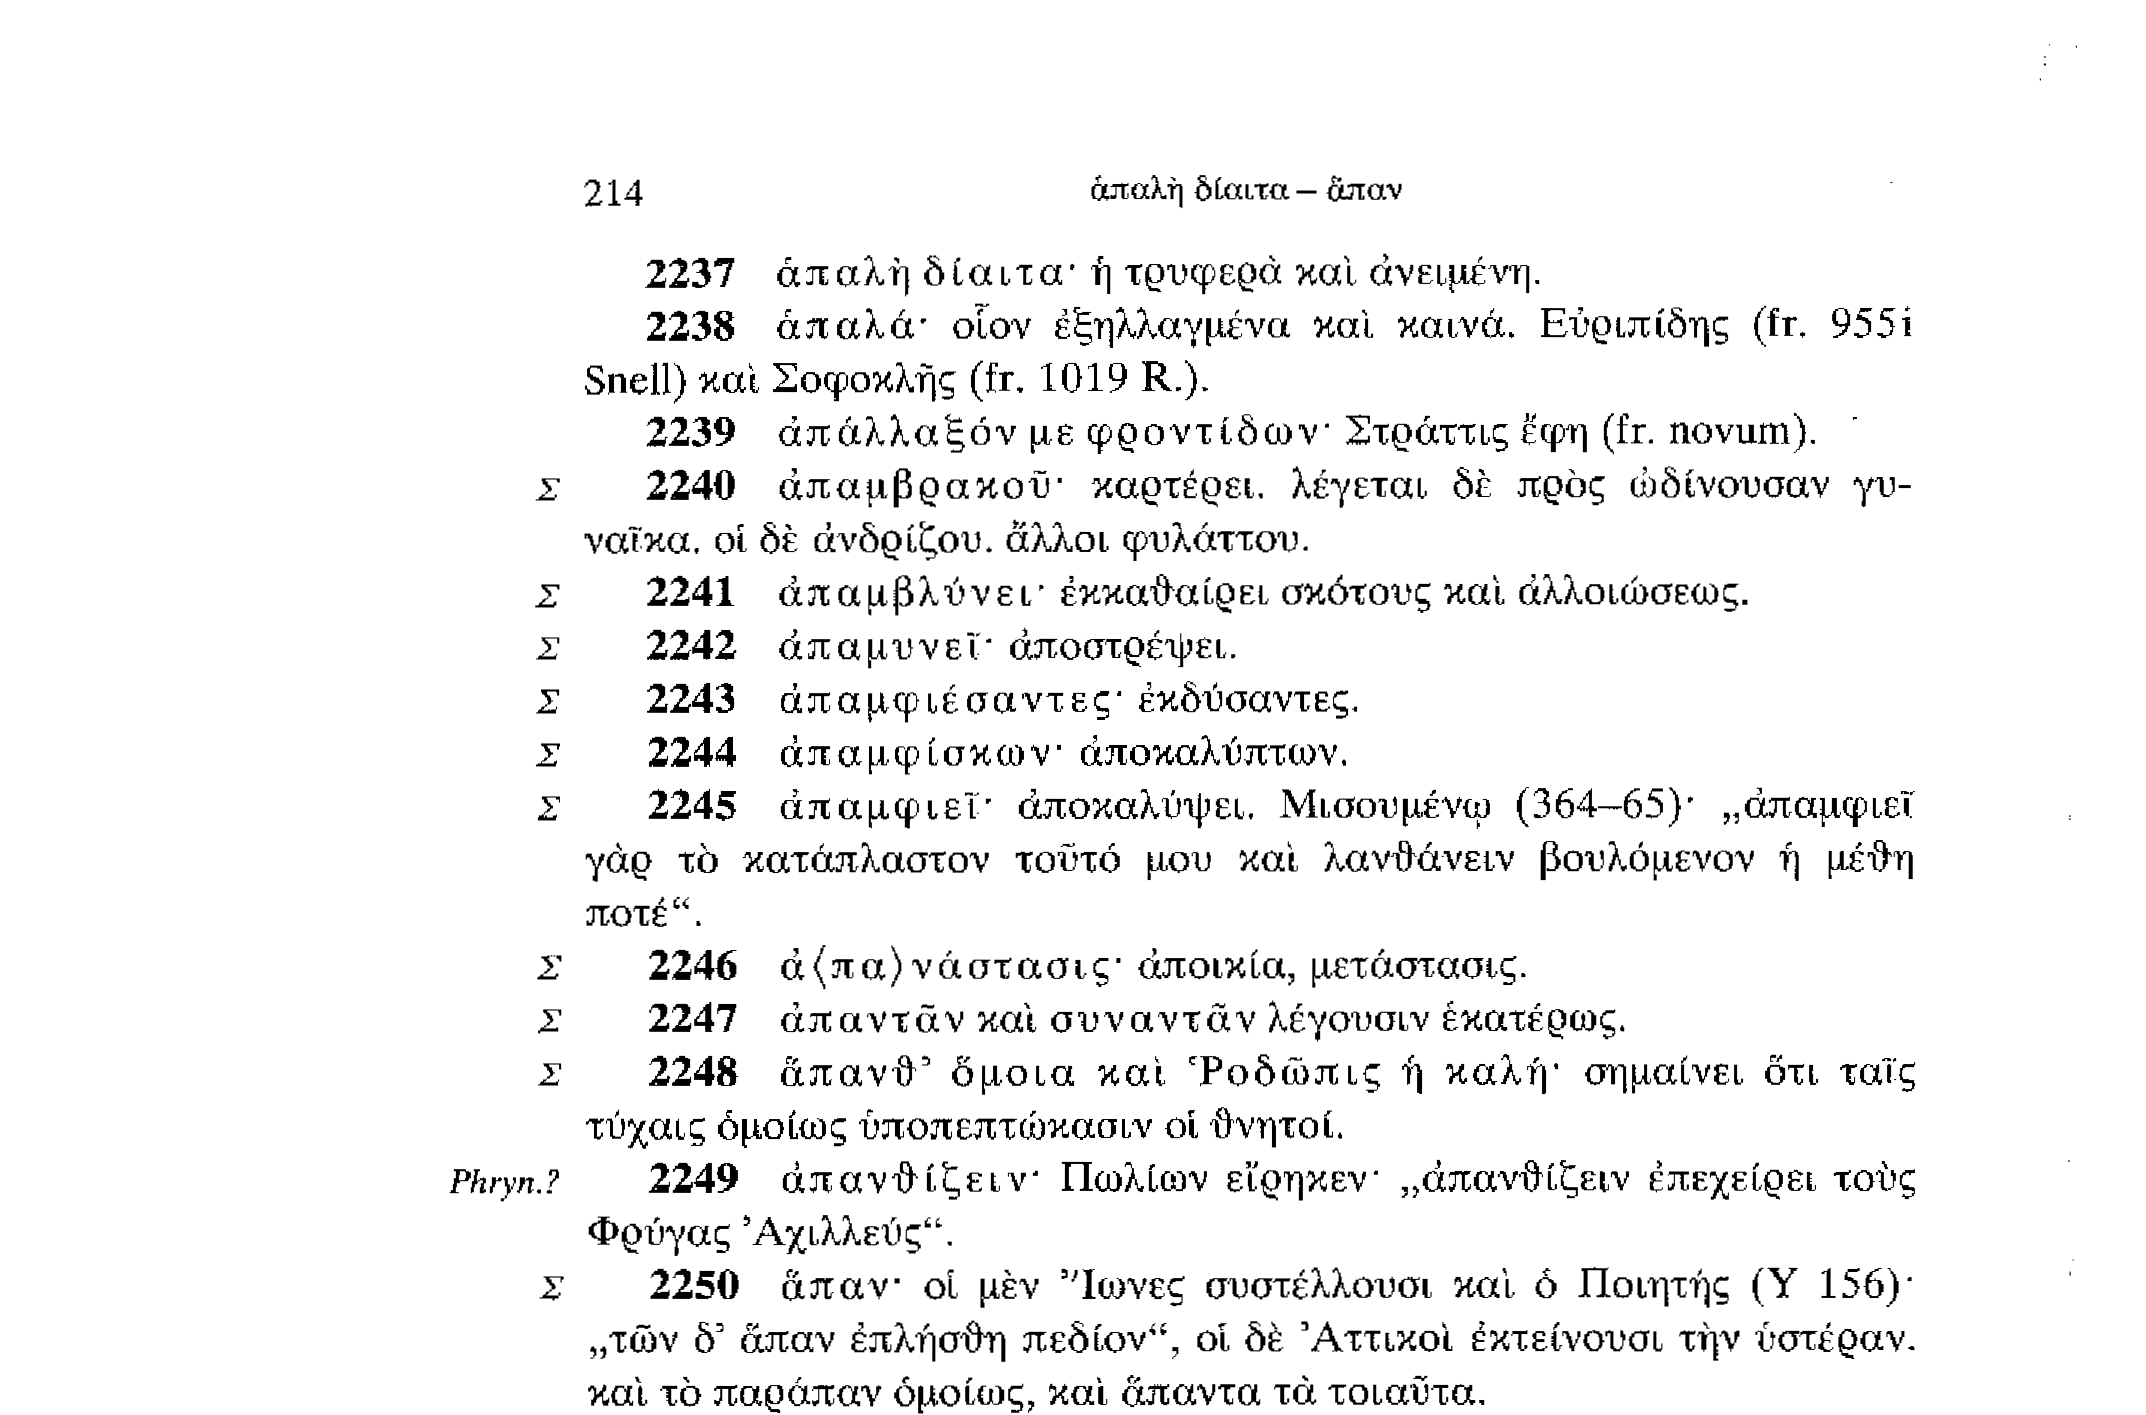 214 ἁπαλὴ δίαιτα – ἅπαν
2237 ἁπαλὴ δίαιτα· ἡ τρυφερὰ καὶ ἀνειμένη.
2238 ἁπαλά· οἷον ἐξηλλαγμένα καὶ καινά. Εὐριπίδης (fr. 955i
Snell) καὶ Σοφοκλῆς (fr. 1019 R.).
2239 ἀπάλλαξόν με φροντίδων· Στράττις ἔφη (fr. novum).
Σ 2240 ἀπαμβρακοῦ· καρτέρει. λέγεται δὲ πρὸς ὠδίνουσαν γυ-
ναῖκα. οἱ δὲ ἀνδρίζου. ἄλλοι φυλάττου.
Σ 2241 ἀπαμβλύνει· ἐκκαθαίρει σκότους καὶ ἀλλοιώσεως.
Σ 2242 ἀπαμυνεῖ· ἀποστρέψει.
Σ 2243 ἀπαμφιέσαντες· ἐκδύσαντες.
Σ 2244 ἀπαμφίσκων· ἀποκαλύπτων.
Σ 2245 ἀπαμφιεῖ· ἀποκαλύψει. Μισουμένῳ (364–65)· „ἀπαμφιεῖ
γὰρ τὸ κατάπλαστον τοῦτό μου καὶ λανθάνειν βουλόμενον ἡ μέθη
ποτέ“.
Σ 2246 ἀ⟨πα⟩νάστασις· ἀποικία, μετάστασις.
Σ 2247 ἀπαντᾶν καὶ συναντᾶν λέγουσιν ἑκατέρως.
Σ 2248 ἅπανθ’ ὅμοια καὶ Ῥοδῶπις ἡ καλή· σημαίνει ὅτι ταῖς
τύχαις ὁμοίως ὑποπεπτώκασιν οἱ θνητοί.
Phryn.? 2249 ἀπανθίζειν· Πωλίων εἴρηκεν· „ἀπανθίζειν ἐπεχείρει τοὺς
Φρύγας Ἀχιλλεύς“.
Σ 2250 ἅπαν· οἱ μὲν Ἴωνες συστέλλουσι καὶ ὁ Ποιητής (Υ 156)·
„τῶν δ’ ἅπαν ἐπλήσθη πεδίον“, οἱ δὲ Ἀττικοὶ ἐκτείνουσι τὴν ὑστέραν.
καὶ τὸ παράπαν ὁμοίως, καὶ ἅπαντα τὰ τοιαῦτα.